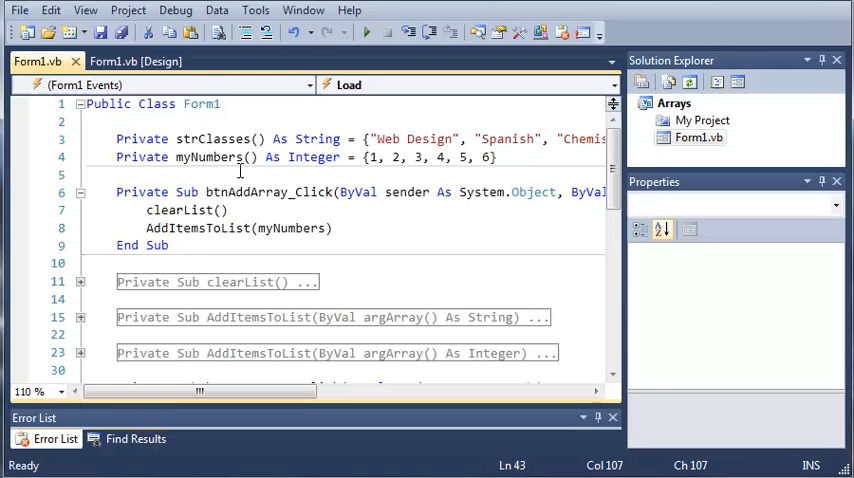 File Edit View Project Debug Data Tools Window Help
Form1.vb Form1.vb [Design]
(Form1 Events) Load
1 Public Class Form1
2
3 Private strClasses() As String = {"Web Design", "Spanish", "Chemis
4 Private myNumbers() As Integer = {1, 2, 3, 4, 5, 6}
5
6 Private Sub btnAddArray_Click(ByVal sender As System.Object, ByVal
7 clearList()
8 AddItemsToList(myNumbers)
9 End Sub
10
11 Private Sub clearList() ...
14
15 Private Sub AddItemsToList(ByVal argArray() As String) ...
22
23 Private Sub AddItemsToList(ByVal argArray() As Integer) ...
30
110 %
Solution Explorer
Arrays
My Project
Form1.vb
Properties
Error List
Error List Find Results
Ready Ln 43 Col 107 Ch 107 INS